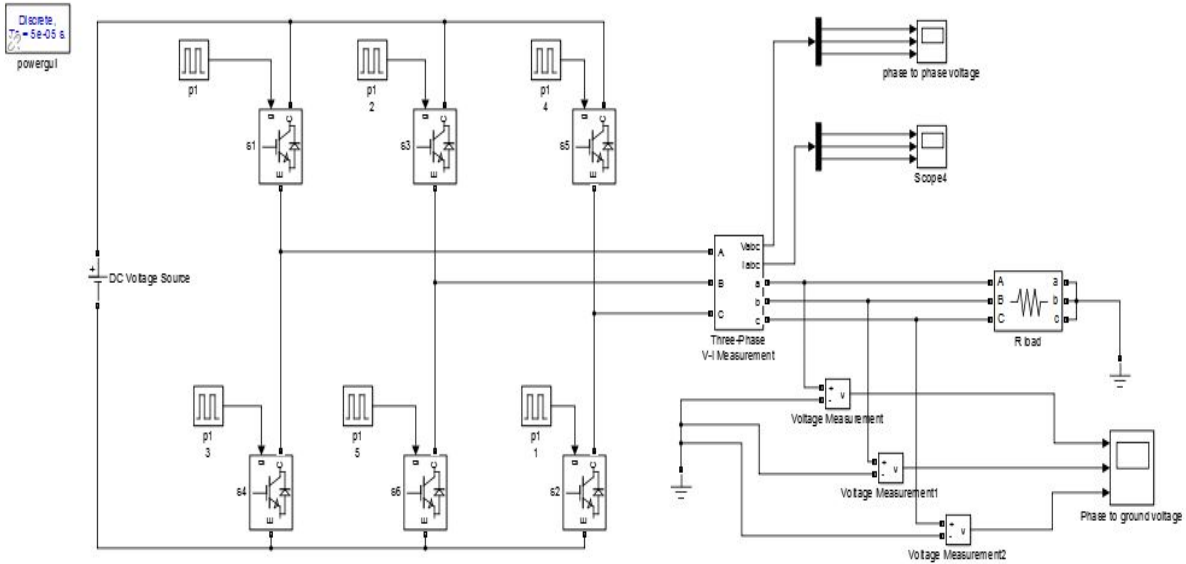 Discrete,
Ts = 5e-05 s.
powergui
p1
p1
2
p1
4
phase to phase voltage
g
C
s1
E
g
C
s3
E
g
C
s5
E
Scope4
+
DC Voltage Source
A
B
C
Vabc
Iabc
a
b
c
Three-Phase
V-I Measurement
A
B
C
a
b
c
R load
p1
3
p1
5
p1
1
+
-
v
Voltage Measurement
g
C
s4
E
g
C
s6
E
g
C
s2
E
+
-
v
Voltage Measurement1
Phase to ground voltage
+
-
v
Voltage Measurement2